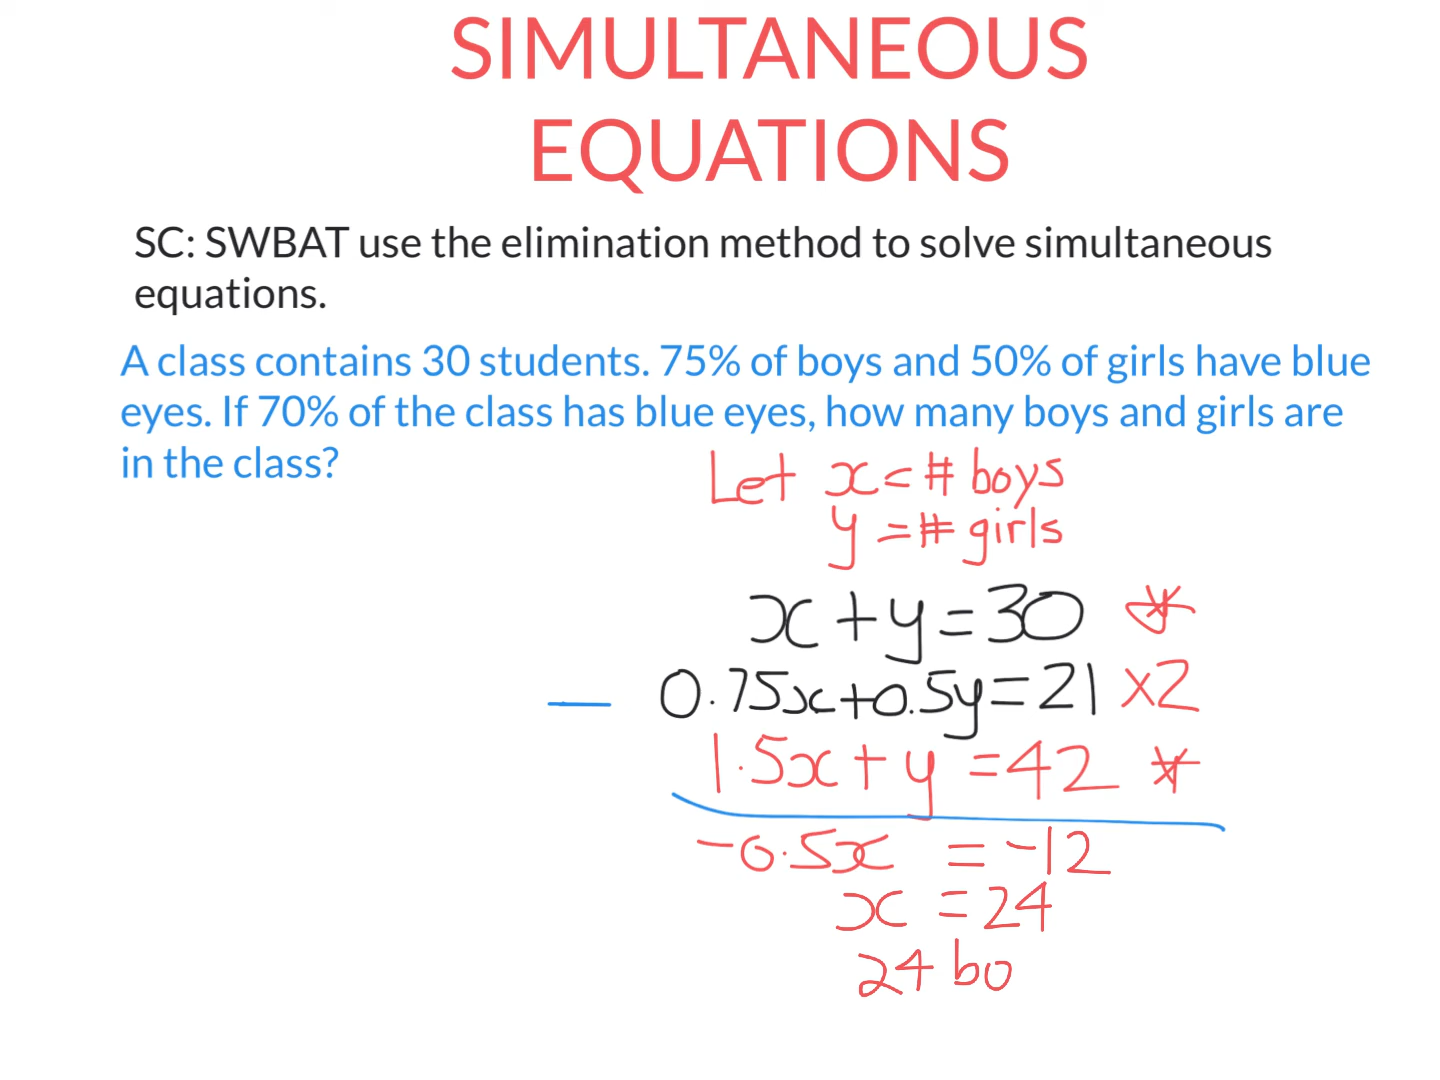 SIMULTANEOUS
EQUATIONS
SC: SWBAT use the elimination method to solve simultaneous
equations.
A class contains 30 students. 75% of boys and 50% of girls have blue
eyes. If 70% of the class has blue eyes, how many boys and girls are
in the class?
Let x = # boys
y = # girls
x + y = 30 *
— 0.75x + 0.5y = 21 ×2
1.5x + y = 42 *
-0.5x = -12
x = 24
24 bo